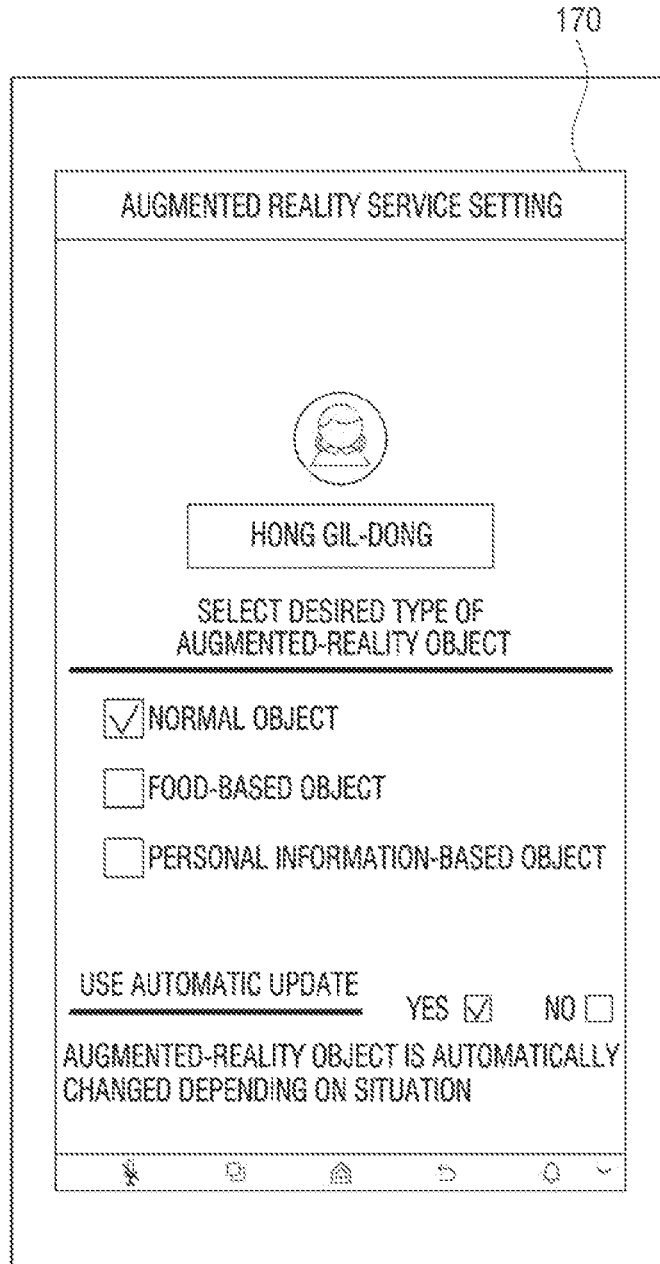 170
AUGMENTED REALITY SERVICE SETTING
HONG GIL-DONG
SELECT DESIRED TYPE OF
AUGMENTED-REALITY OBJECT
NORMAL OBJECT
FOOD-BASED OBJECT
PERSONAL INFORMATION-BASED OBJECT
USE AUTOMATIC UPDATE YES NO
AUGMENTED-REALITY OBJECT IS AUTOMATICALLY
CHANGED DEPENDING ON SITUATION